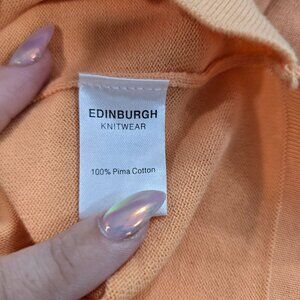 EDINBURGH
KNITWEAR
100% Pima Cotton